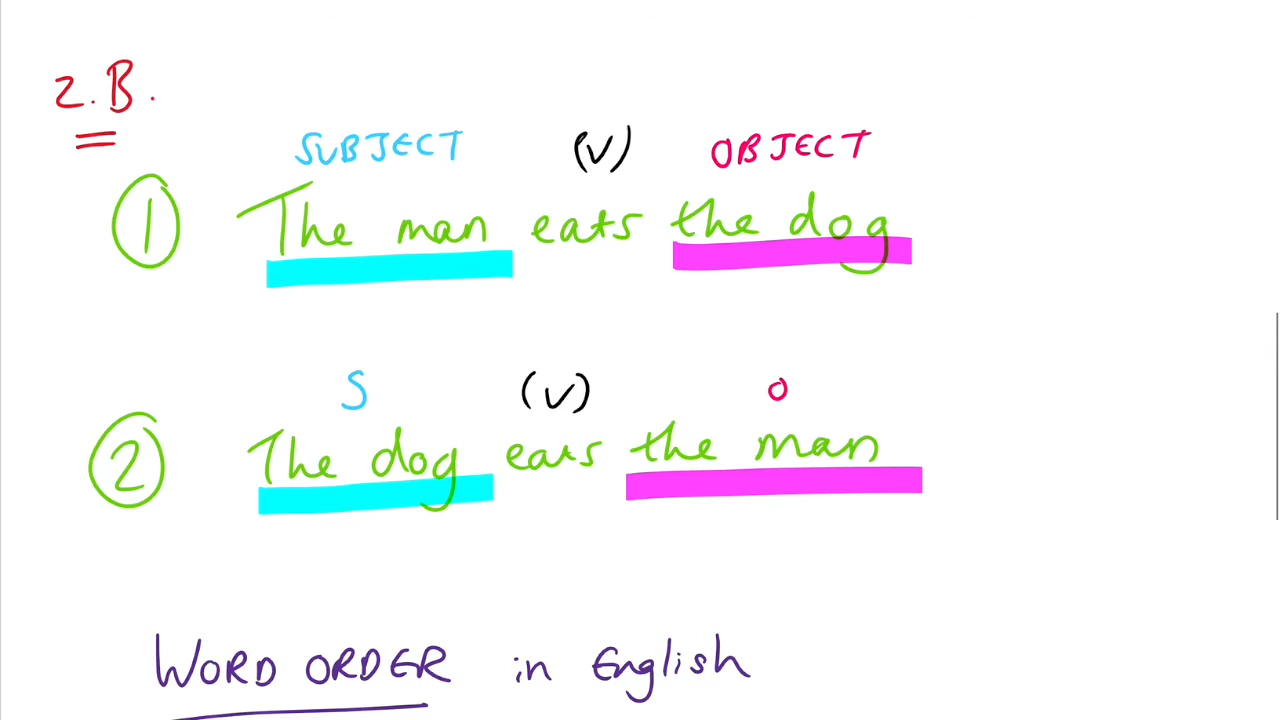 z.B.
SUBJECT (V) OBJECT
1 The man eats the dog
S (V) O
2 The dog eats the man
WORD ORDER in English